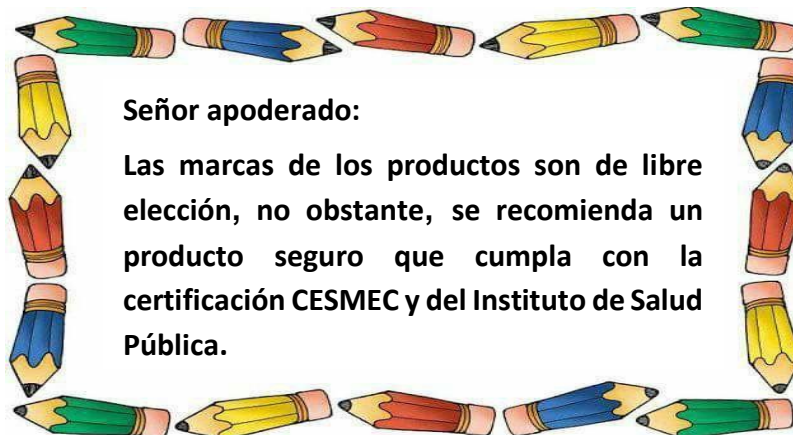 Señor apoderado:
Las marcas de los productos son de libre
elección, no obstante, se recomienda un
producto seguro que cumpla con la
certificación CESMEC y del Instituto de Salud
Pública.